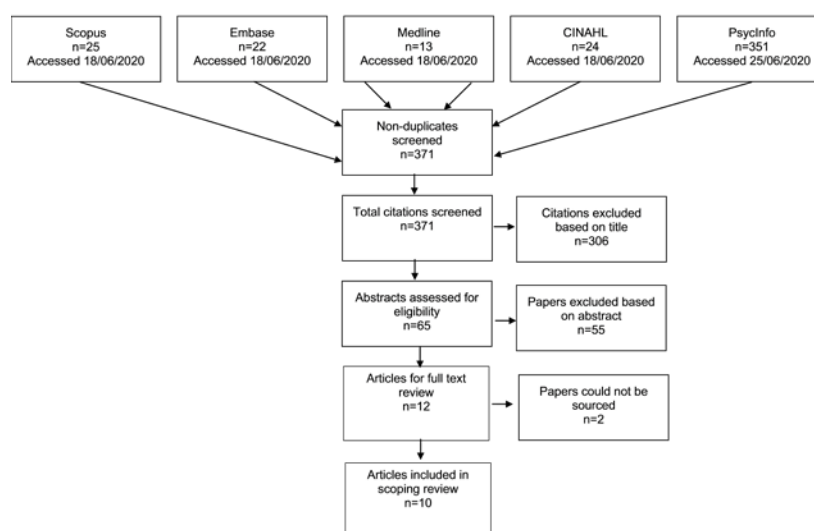 Scopus
n=25
Accessed 18/06/2020
Embase
n=22
Accessed 18/06/2020
Medline
n=13
Accessed 18/06/2020
CINAHL
n=24
Accessed 18/06/2020
PsycInfo
n=351
Accessed 25/06/2020
Non-duplicates
screened
n=371
Total citations screened
n=371
Citations excluded
based on title
n=306
Abstracts assessed for
eligibility
n=65
Papers excluded based
on abstract
n=55
Articles for full text
review
n=12
Papers could not be
sourced
n=2
Articles included in
scoping review
n=10